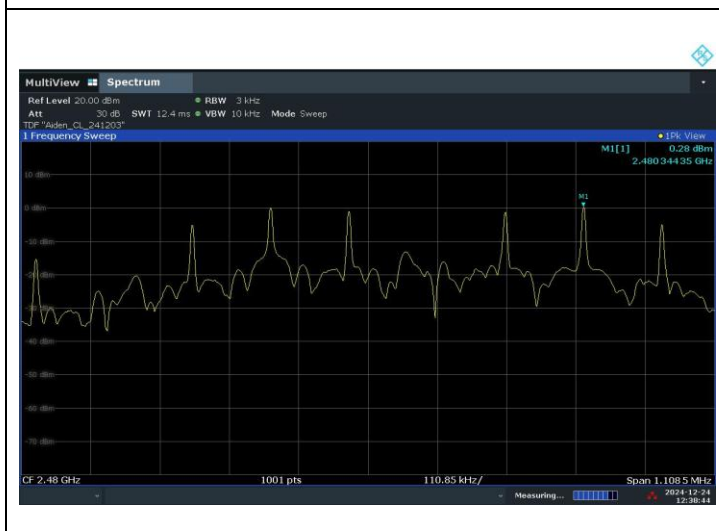 MultiView Spectrum
Ref Level 20.00 dBm RBW 3 kHz
Att 30 dB SWT 12.4 ms VBW 10 kHz Mode Sweep
TDF "Aiden_CL_241203"
1 Frequency Sweep 1Pk View
M1[1] 0.28 dBm
2.480 344 35 GHz
10 dBm
M1
0 dBm
-10 dBm
-20 dBm
-30 dBm
-40 dBm
-50 dBm
-60 dBm
-70 dBm
CF 2.48 GHz 1001 pts 110.85 kHz/ Span 1.1085 MHz
Measuring... 2024-12-24
12:38:44